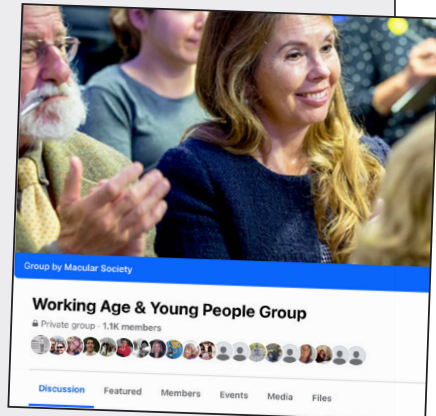 Group by Macular Society
Working Age & Young People Group
Private group · 1.1K members
Discussion Featured Members Events Media Files